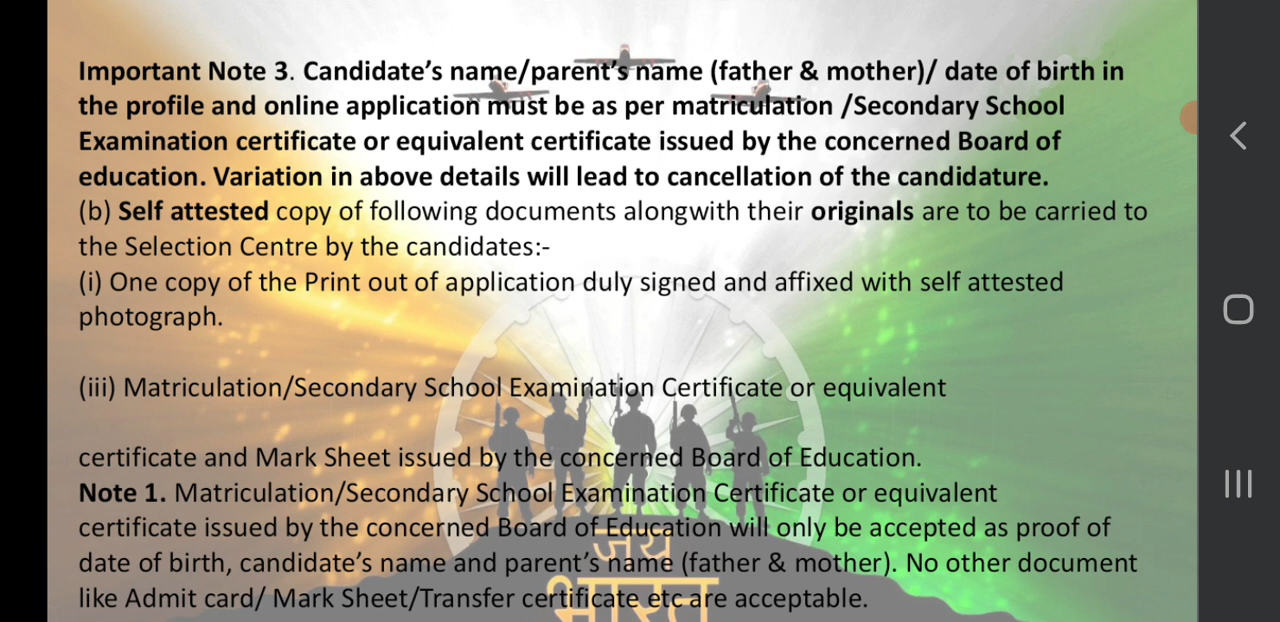 Important Note 3. Candidate’s name/parent’s name (father & mother)/ date of birth in
the profile and online application must be as per matriculation /Secondary School
Examination certificate or equivalent certificate issued by the concerned Board of
education. Variation in above details will lead to cancellation of the candidature.
(b) Self attested copy of following documents alongwith their originals are to be carried to
the Selection Centre by the candidates:-
(i) One copy of the Print out of application duly signed and affixed with self attested
photograph.
(iii) Matriculation/Secondary School Examination Certificate or equivalent
certificate and Mark Sheet issued by the concerned Board of Education.
Note 1. Matriculation/Secondary School Examination Certificate or equivalent
certificate issued by the concerned Board of Education will only be accepted as proof of
जय
date of birth, candidate’s name and parent’s name (father & mother). No other document
like Admit card/ Mark Sheet/Transfer certificate etc are acceptable.
भारत